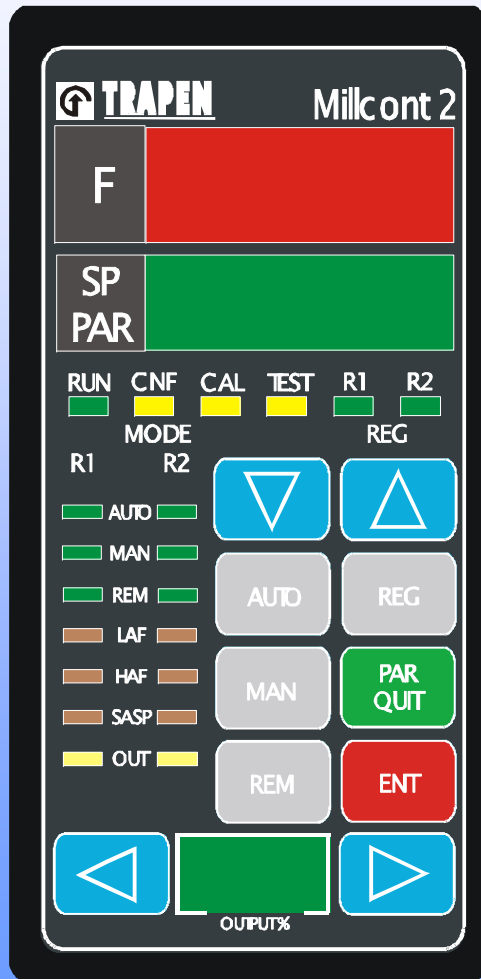 TRAPEN Millcont 2
F
SP
PAR
RUN CNF CAL TEST R1 R2
MODE REG
R1 R2
AUTO
MAN
REM
LAF
HAF
SASP
OUT
AUTO REG
MAN PAR QUIT
REM ENT
OUTPUT%